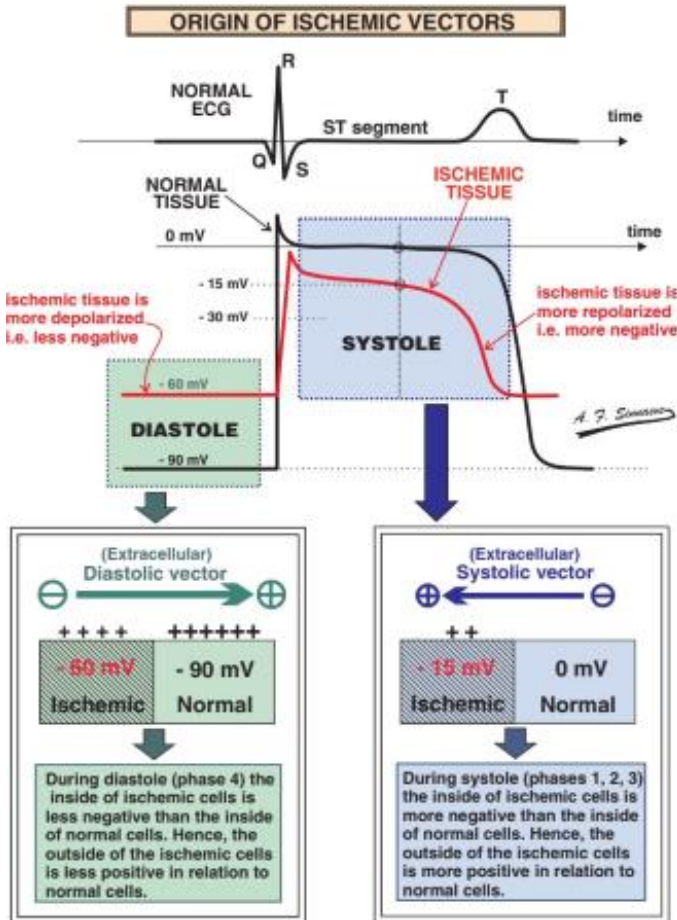 ORIGIN OF ISCHEMIC VECTORS
R
NORMAL
ECG
T
time
ST segment
Q
S
NORMAL
TISSUE
ISCHEMIC
TISSUE
0 mV
time
ischemic tissue is
more depolarized
i.e. less negative
- 15 mV
- 30 mV
ischemic tissue is
more repolarized
i.e. more negative
SYSTOLE
- 60 mV
DIASTOLE
- 90 mV
(Extracellular)
Diastolic vector
− +
+ + + + ++++++
- 60 mV - 90 mV
Ischemic Normal
During diastole (phase 4) the
inside of ischemic cells is
less negative than the inside
of normal cells. Hence, the
outside of the ischemic cells
is less positive in relation to
normal cells.
(Extracellular)
Systolic vector
+ −
+ +
- 15 mV 0 mV
Ischemic Normal
During systole (phases 1, 2, 3)
the inside of ischemic cells is
more negative than the inside
of normal cells. Hence, the
outside of the ischemic cells
is more positive in relation to
normal cells.